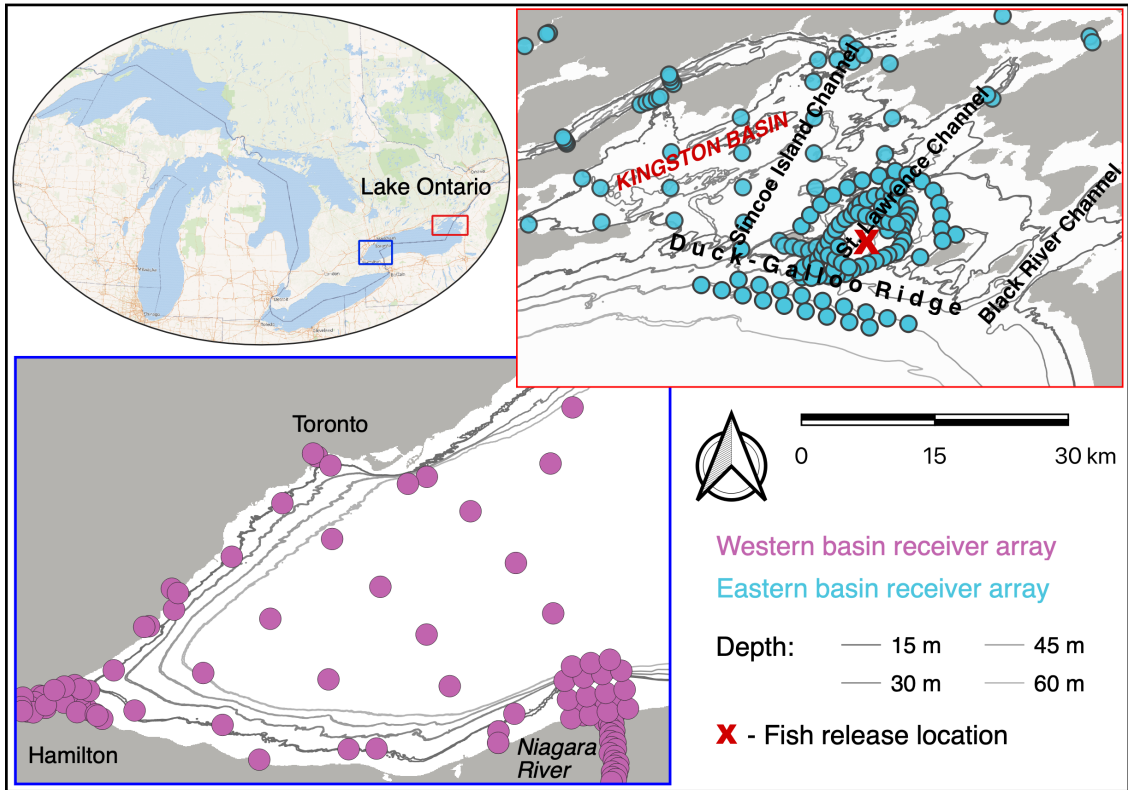 Lake Ontario
KINGSTON BASIN
Simcoe Island Channel
St. Lawrence Channel
Black River Channel
Duck-Galloo Ridge
Toronto
Hamilton
Niagara
River
0 15 30 km
Western basin receiver array
Eastern basin receiver array
Depth:
15 m 45 m
30 m 60 m
X - Fish release location